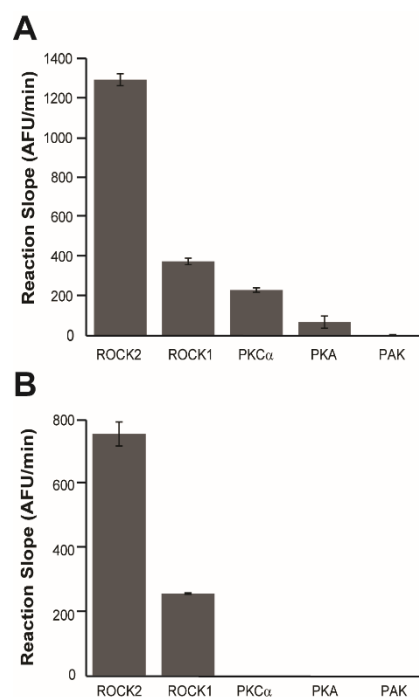 A
Reaction Slope (AFU/min)
1400
1200
1000
800
600
400
200
0
ROCK2 ROCK1 PKCα PKA PAK
B
Reaction Slope (AFU/min)
800
600
400
200
0
ROCK2 ROCK1 PKCα PKA PAK